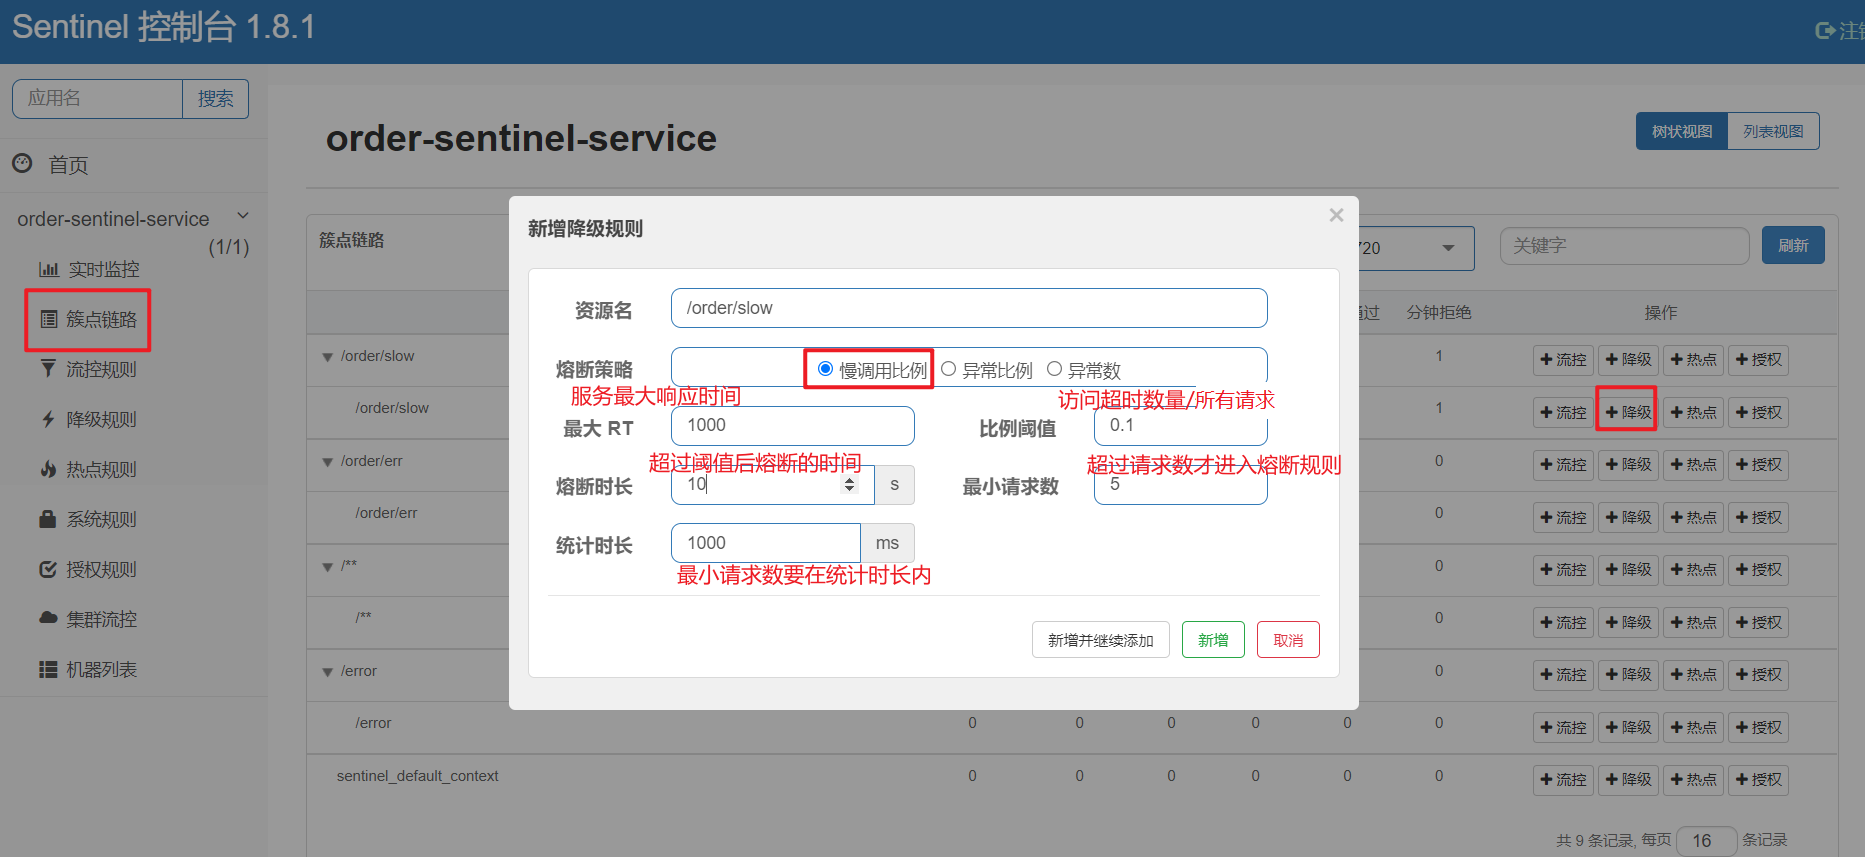 Sentinel 控制台 1.8.1
注销
应用名 搜索
首页
order-sentinel-service
(1/1)
实时监控
簇点链路
流控规则
降级规则
热点规则
系统规则
授权规则
集群流控
机器列表
order-sentinel-service
树状视图 列表视图
簇点链路
720
关键字
刷新
通过 分钟拒绝 操作
/order/slow 1 流控 降级 热点 授权
/order/slow 1 流控 降级 热点 授权
/order/err 0 流控 降级 热点 授权
/order/err 0 流控 降级 热点 授权
/** 0 流控 降级 热点 授权
/** 0 流控 降级 热点 授权
/error 0 流控 降级 热点 授权
/error 0 0 0 0 0 0 流控 降级 热点 授权
sentinel_default_context 0 0 0 0 0 0 流控 降级 热点 授权
共 9 条记录, 每页 16 条记录
新增降级规则
×
资源名 /order/slow
熔断策略 慢调用比例 异常比例 异常数
服务最大响应时间
访问超时数量/所有请求
最大 RT 1000 比例阈值 0.1
超过阈值后熔断的时间
超过请求数才进入熔断规则
熔断时长 10 s 最小请求数 5
统计时长 1000 ms
最小请求数要在统计时长内
新增并继续添加 新增 取消